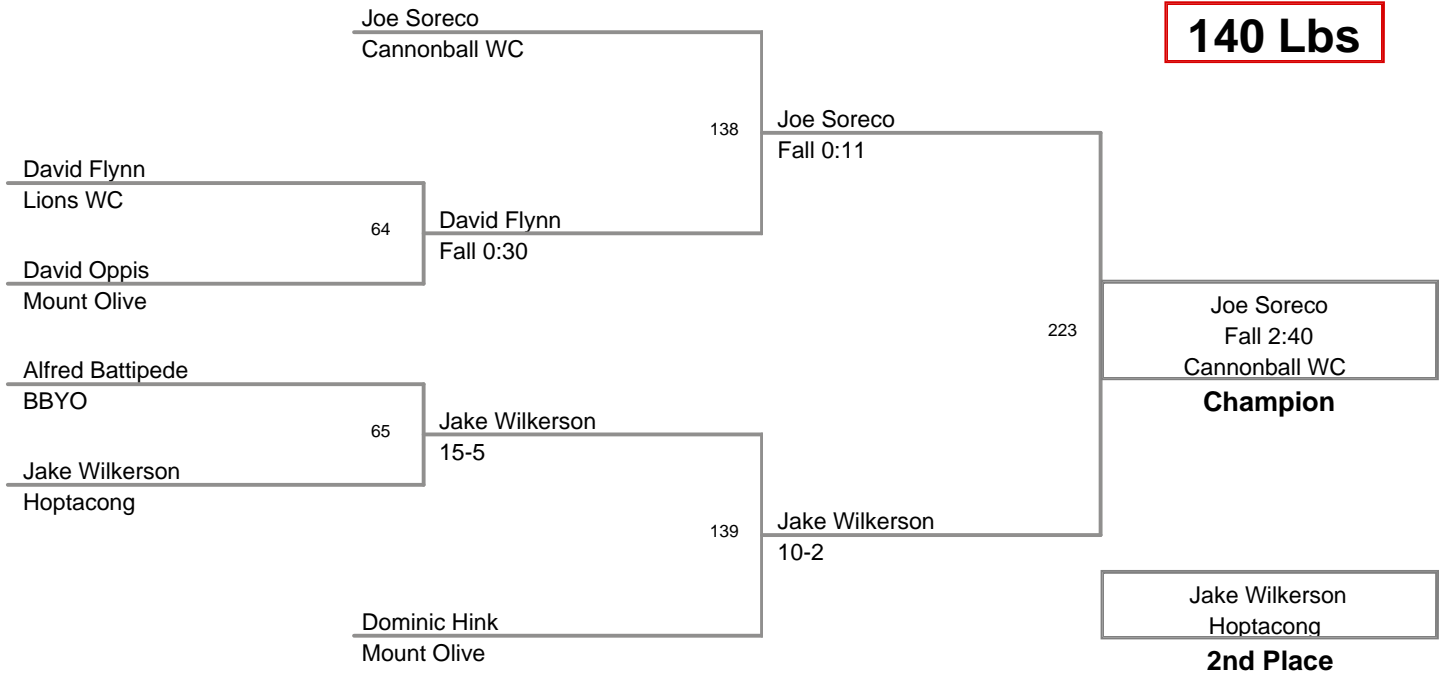 Joe Soreco
Cannonball WC
140 Lbs
138
Joe Soreco
Fall 0:11
David Flynn
Lions WC
64
David Flynn
Fall 0:30
David Oppis
Mount Olive
223
Joe Soreco
Fall 2:40
Cannonball WC
Champion
Alfred Battipede
BBYO
65
Jake Wilkerson
15-5
Jake Wilkerson
Hoptacong
139
Jake Wilkerson
10-2
Dominic Hink
Mount Olive
Jake Wilkerson
Hoptacong
2nd Place